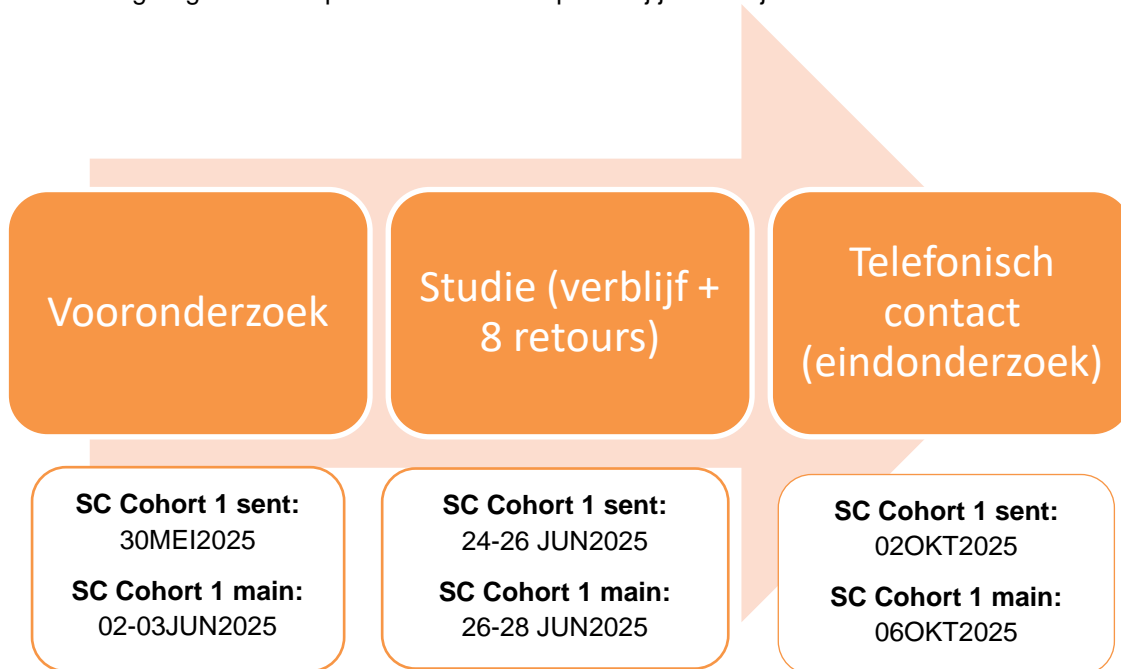 Vooronderzoek
Studie (verblijf +
8 retours)
Telefonisch
contact
(eindonderzoek)
SC Cohort 1 sent:
30MEI2025
SC Cohort 1 main:
02-03JUN2025
SC Cohort 1 sent:
24-26 JUN2025
SC Cohort 1 main:
26-28 JUN2025
SC Cohort 1 sent:
02OKT2025
SC Cohort 1 main:
06OKT2025